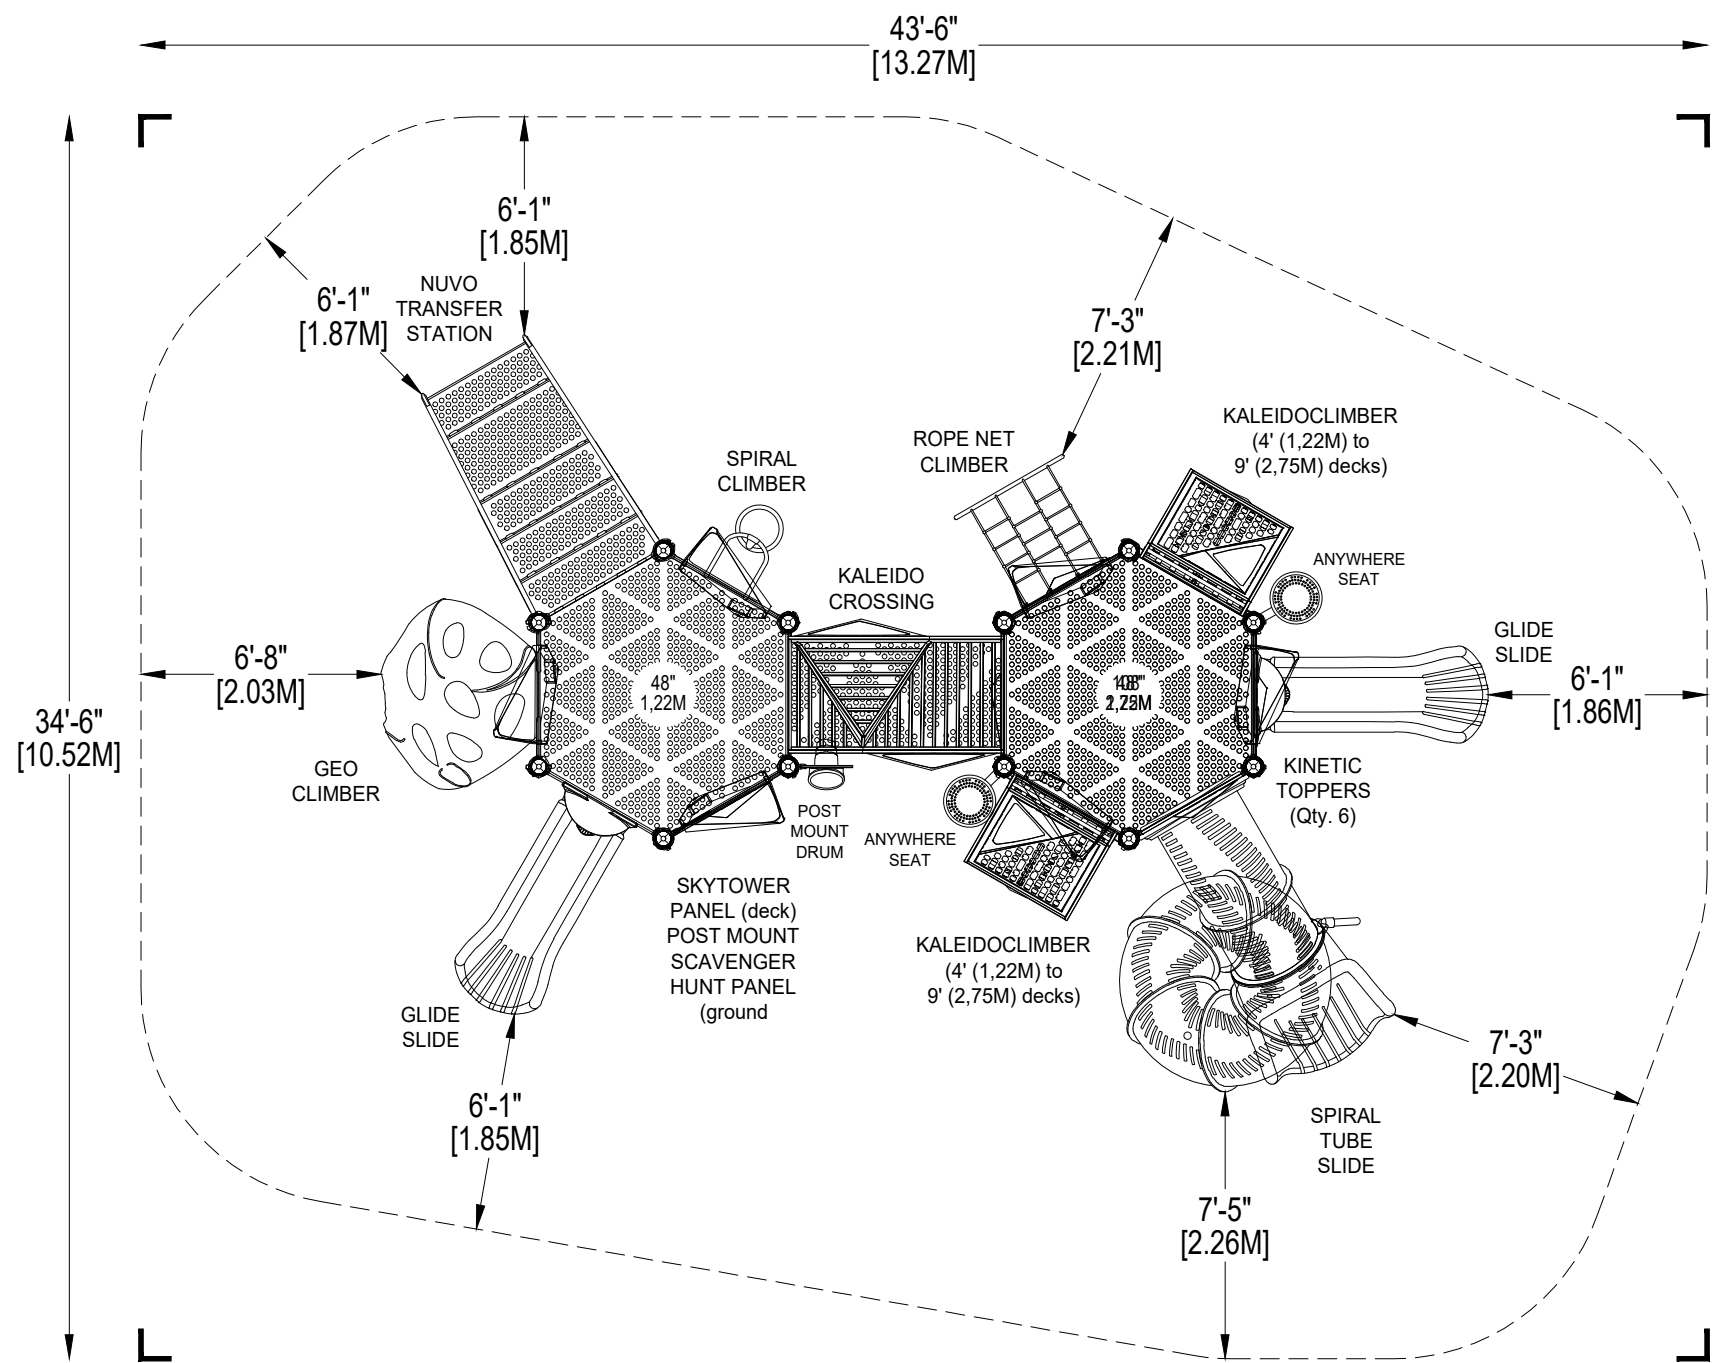 43'-6"
[13.27M]
6'-1"
[1.85M]
NUVO
TRANSFER
STATION
6'-1"
[1.87M]
7'-3"
[2.21M]
KALEIDOCLIMBER
(4' (1,22M) to
9' (2,75M) decks)
ROPE NET
CLIMBER
SPIRAL
CLIMBER
ANYWHERE
SEAT
KALEIDO
CROSSING
GLIDE
SLIDE
6'-8"
[2.03M]
48"
1,22M
6'-1"
[1.86M]
34'-6"
[10.52M]
GEO
CLIMBER
KINETIC
TOPPERS
(Qty. 6)
POST
MOUNT
DRUM
ANYWHERE
SEAT
SKYTOWER
PANEL (deck)
POST MOUNT
SCAVENGER
HUNT PANEL
(ground
KALEIDOCLIMBER
(4' (1,22M) to
9' (2,75M) decks)
GLIDE
SLIDE
7'-3"
[2.20M]
6'-1"
[1.85M]
SPIRAL
TUBE
SLIDE
7'-5"
[2.26M]